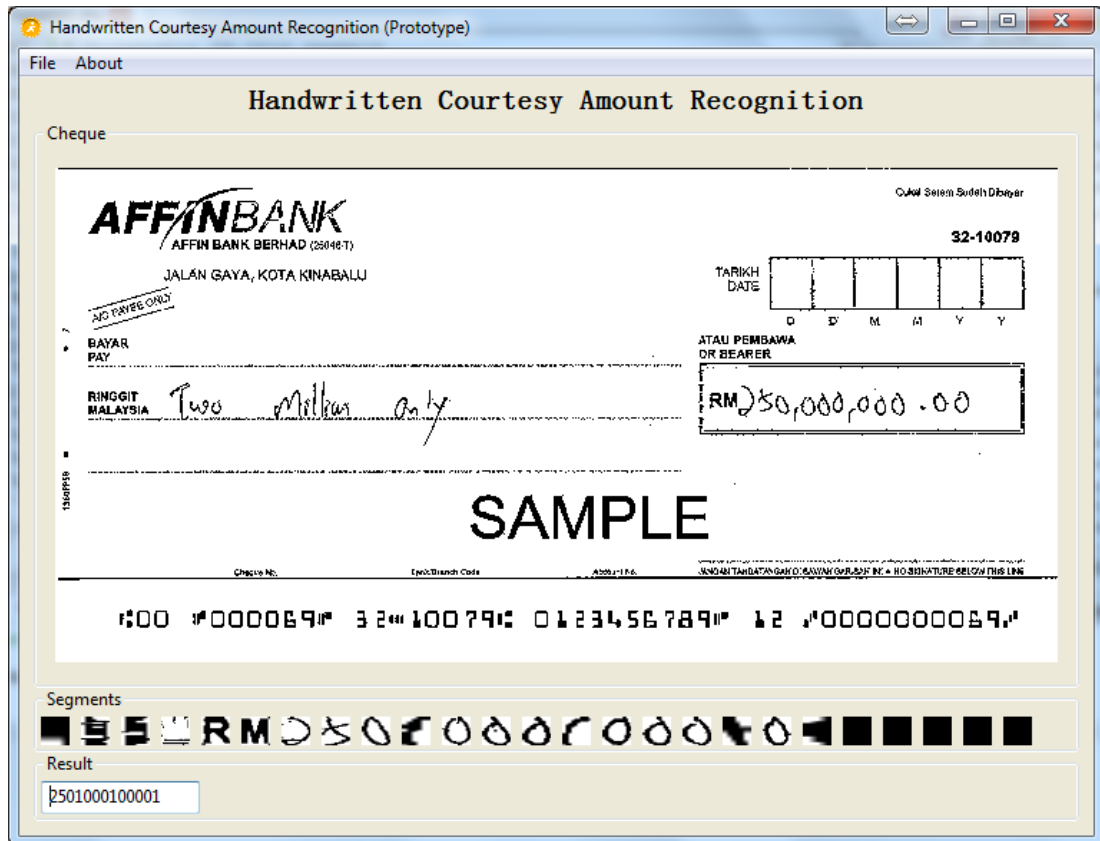 Handwritten Courtesy Amount Recognition (Prototype)
File About
Handwritten Courtesy Amount Recognition
Cheque
Cukai Setem Sudah Dibayar
AFFINBANK
AFFIN BANK BERHAD (25046-T)
32-10079
JALAN GAYA, KOTA KINABALU
TARIKH
DATE
A/C PAYEE ONLY
D D M M Y Y
BAYAR
PAY
ATAU PEMBAWA
OR BEARER
RINGGIT
MALAYSIA
Two Million only
RM 250,000,000.00
SAMPLE
Cheque No. Bank/Branch Code Account No.
JANGAN TANDATANGAN DI BAWAH GARISAN INI • NO SIGNATURE BELOW THIS LINE
⑆00 ⑈000069⑈ 32⑉10079⑆ 0123456789⑈ 12 ⑇0000000069⑇
Segments
R M
Result
2501000100001